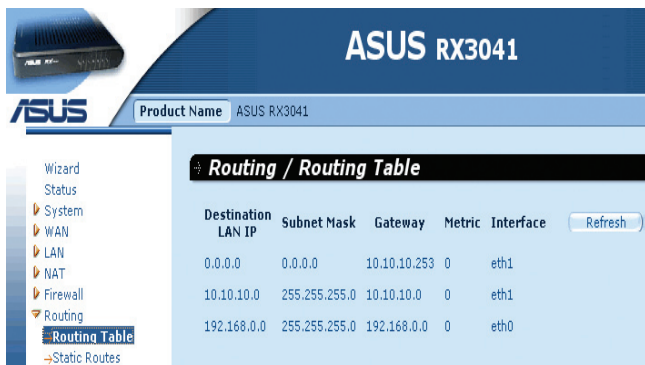 ASUS RX3041
ASUS
Product Name ASUS RX3041
Wizard
Status
System
WAN
LAN
NAT
Firewall
Routing
Routing Table
Static Routes
Routing / Routing Table
Destination LAN IP Subnet Mask Gateway Metric Interface Refresh
0.0.0.0 0.0.0.0 10.10.10.253 0 eth1
10.10.10.0 255.255.255.0 10.10.10.0 0 eth1
192.168.0.0 255.255.255.0 192.168.0.0 0 eth0